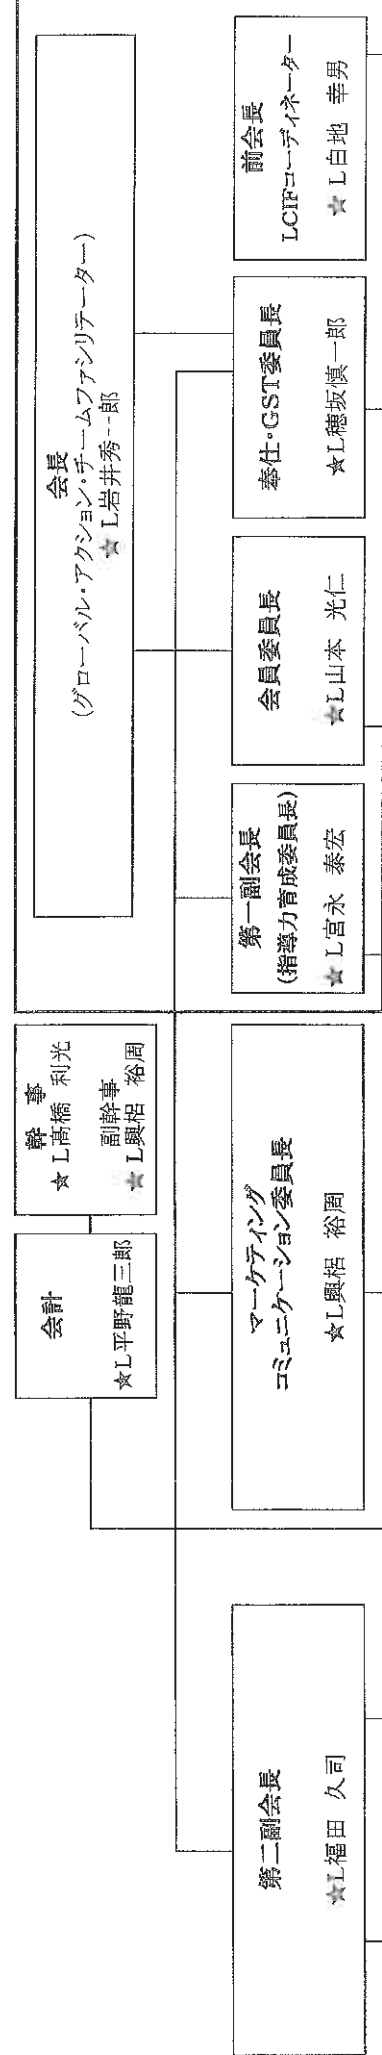 会長
(グローバル・アクション・チームファシリテーター)
☆ L岩井秀一郎
幹 事
☆ L髙橋 利光
副幹事
☆ L興梠 裕周
会計
☆L平野龍三郎
第二副会長
☆L福田 久司
マーケティング
コミュニケーション委員長
☆L興梠 裕周
第一副会長
(指導力育成委員長)
☆ L宮永 泰宏
会員委員長
☆L山本 光仁
奉仕・GST委員長
☆L穂坂慎一郎
前会長
LCIFコーディネーター
☆ L白地 幸男